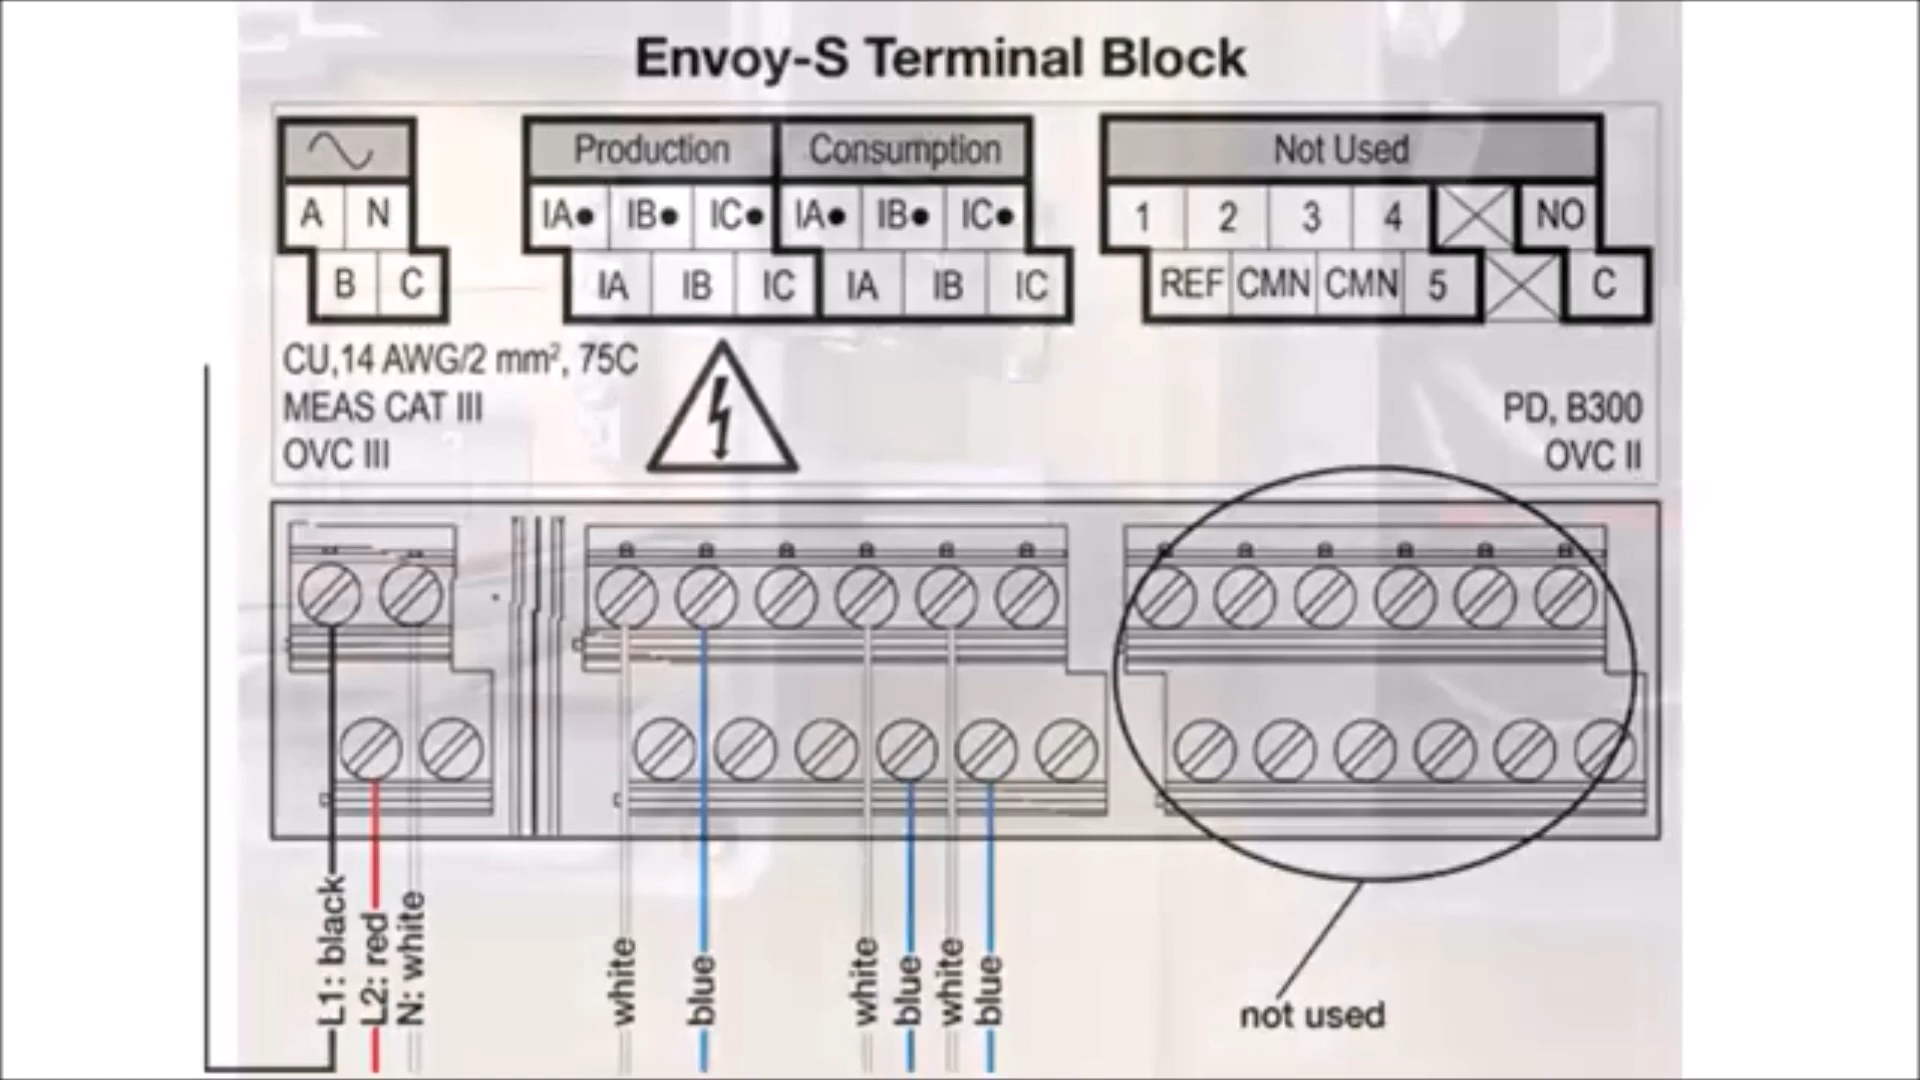 Envoy-S Terminal Block
Production Consumption Not Used
A N IA● IB● IC● IA● IB● IC● 1 2 3 4 NO
B C IA IB IC IA IB IC REF CMN CMN 5 C
CU,14 AWG/2 mm², 75C
MEAS CAT III
OVC III
PD, B300
OVC II
L1: black
L2: red
N: white
white
blue
white
blue
white
blue
not used